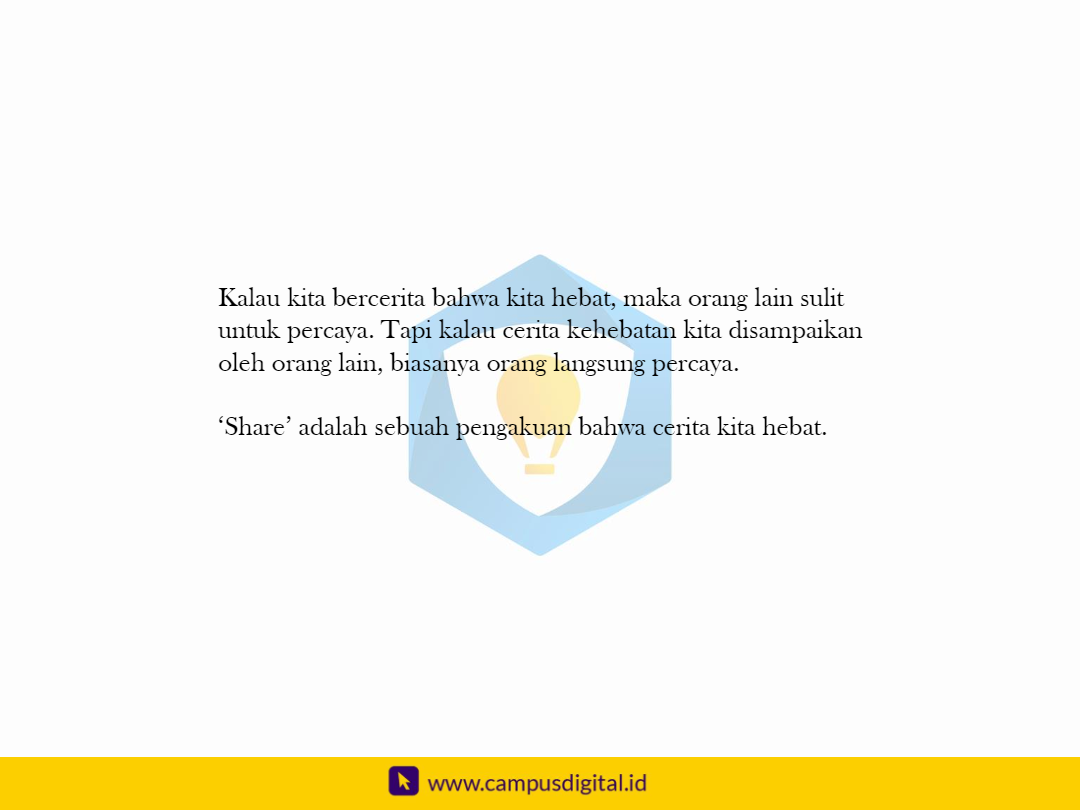 Kalau kita bercerita bahwa kita hebat, maka orang lain sulit
untuk percaya. Tapi kalau cerita kehebatan kita disampaikan
oleh orang lain, biasanya orang langsung percaya.
‘Share’ adalah sebuah pengakuan bahwa cerita kita hebat.
www.campusdigital.id